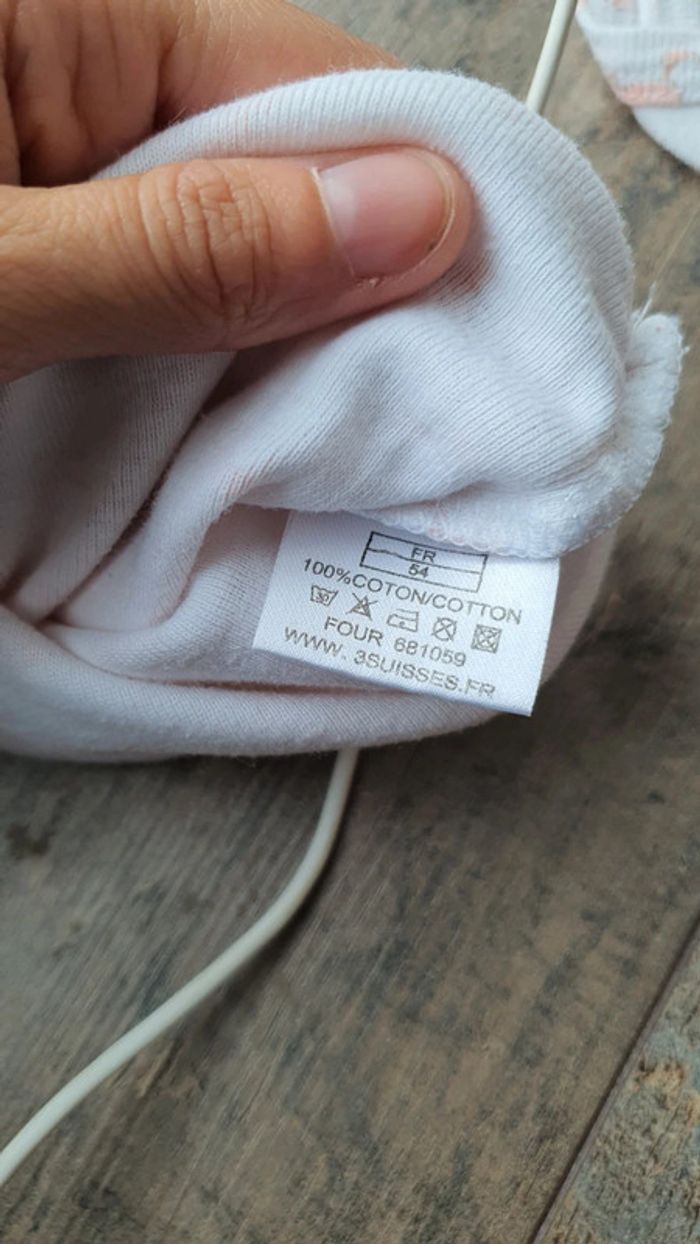 FR
54
100%COTON/COTTON
FOUR 681059
WWW. 3SUISSES.FR